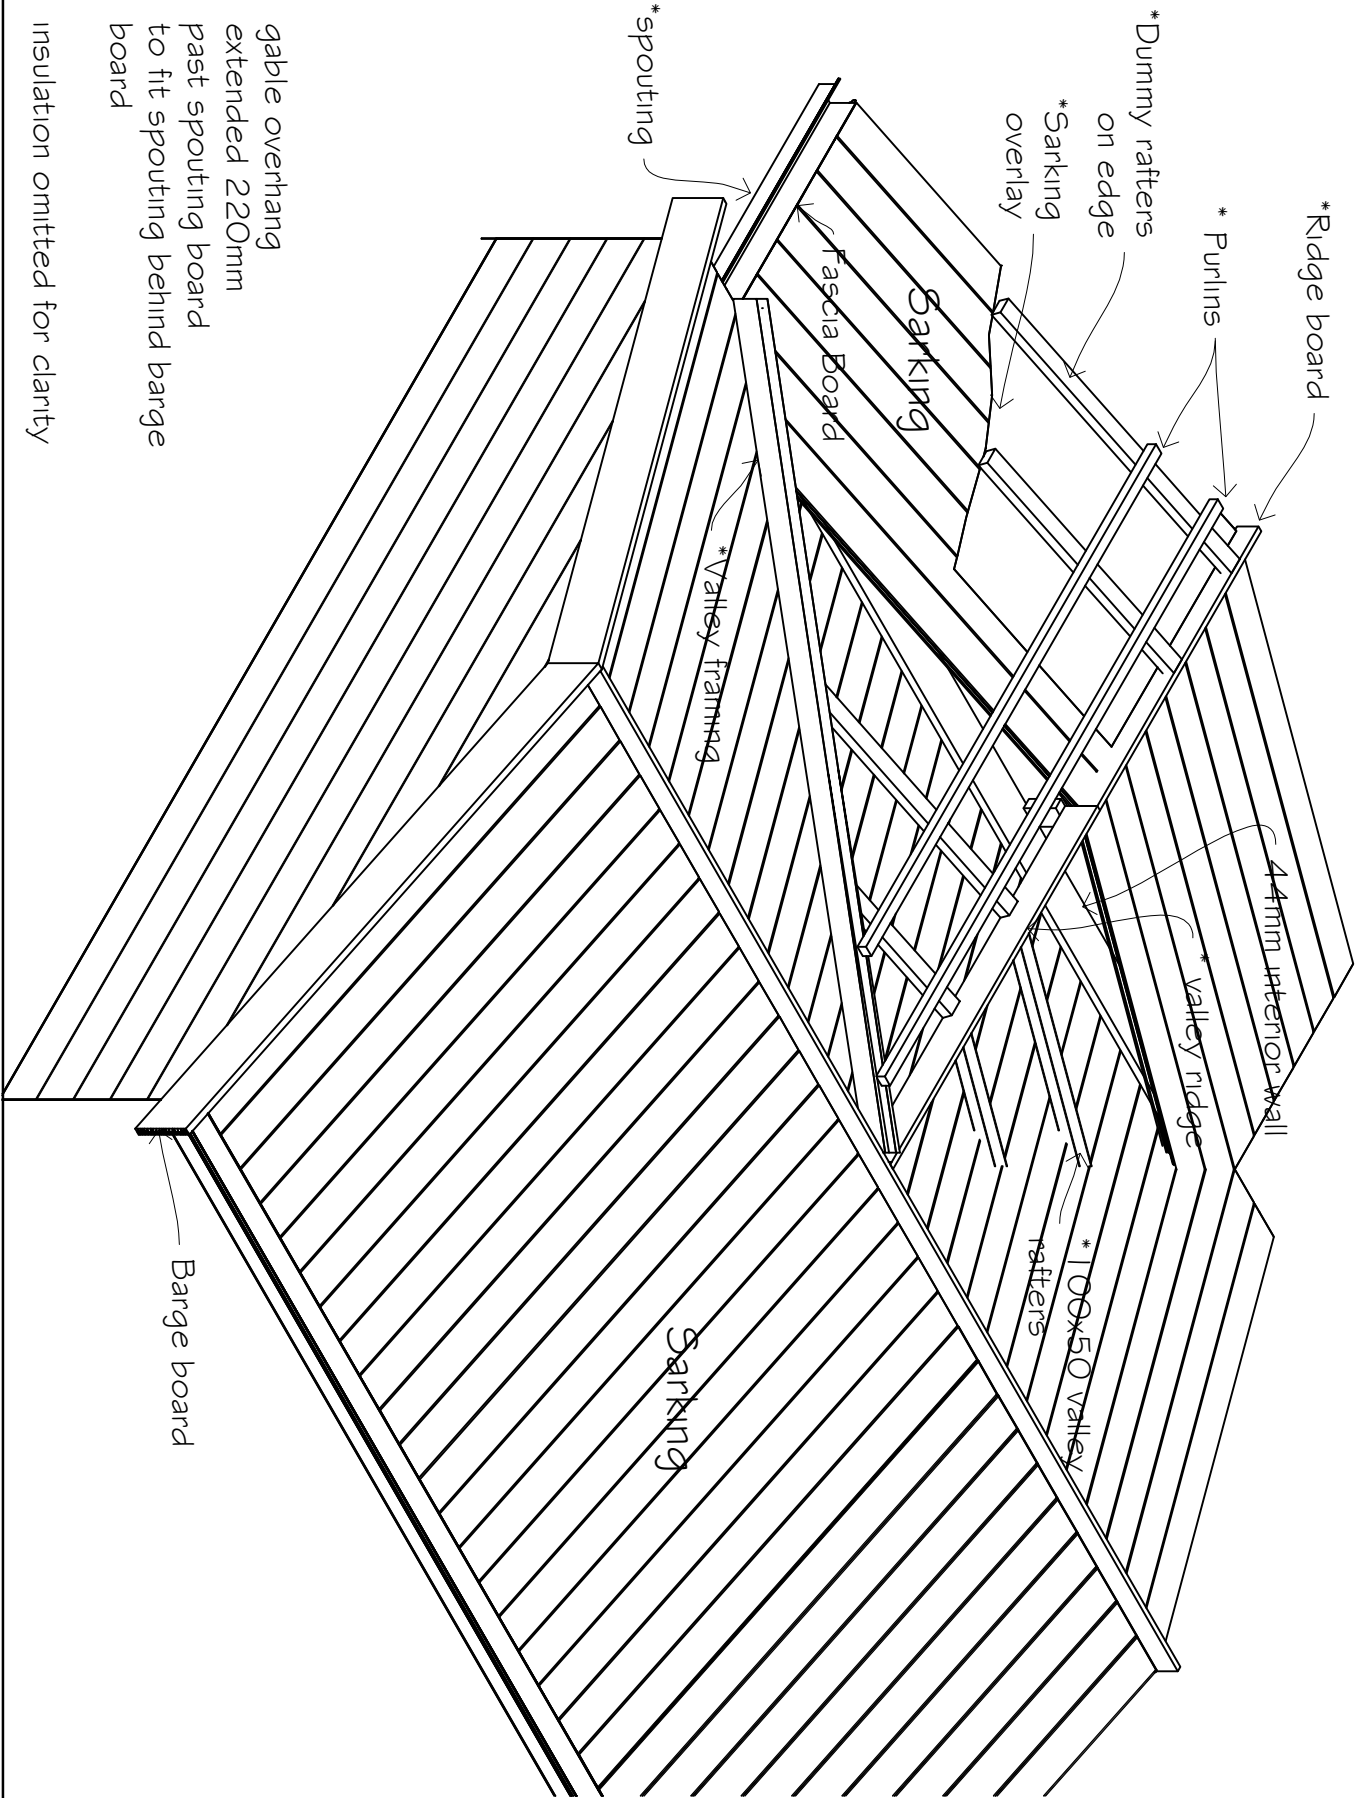 *Ridge board
* Purlins
*Dummy rafters
on edge
*Sarking
overlay
Sarking
Fascia Board
*spouting
44mm interior wall
* valley ridge
* 100x50 valley
rafters
*Valley framing
Sarking
Barge board
gable overhang
extended 220mm
past spouting board
to fit spouting behind barge
board
insulation omitted for clarity